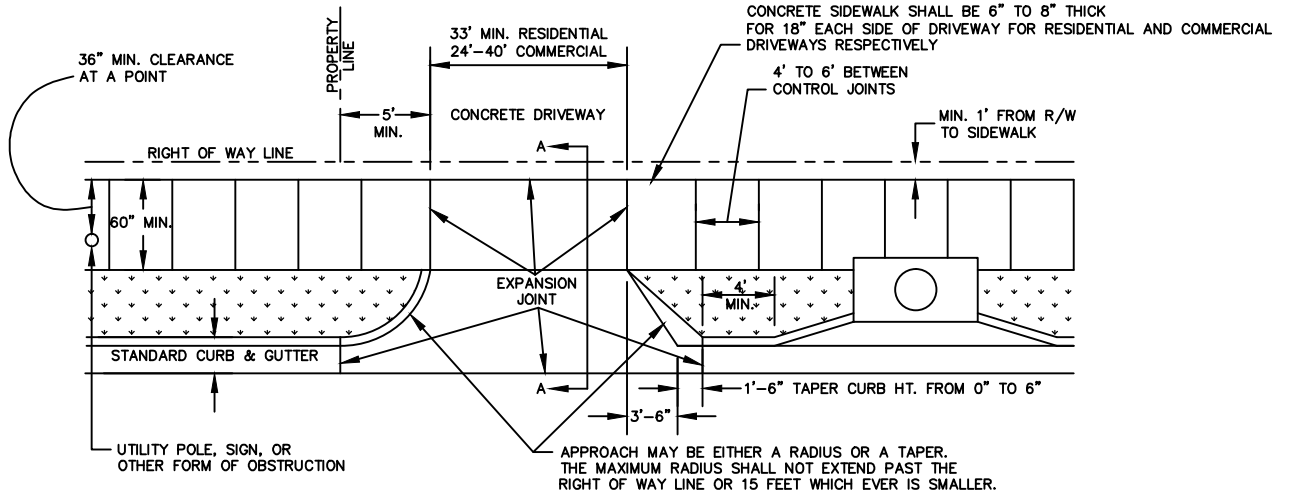 CONCRETE SIDEWALK SHALL BE 6" TO 8" THICK
FOR 18" EACH SIDE OF DRIVEWAY FOR RESIDENTIAL AND COMMERCIAL
DRIVEWAYS RESPECTIVELY
33' MIN. RESIDENTIAL
24'-40' COMMERCIAL
PROPERTY
LINE
36" MIN. CLEARANCE
AT A POINT
4' TO 6' BETWEEN
CONTROL JOINTS
5'
MIN.
CONCRETE DRIVEWAY
MIN. 1' FROM R/W
TO SIDEWALK
A
RIGHT OF WAY LINE
60" MIN.
EXPANSION
JOINT
4'
MIN.
STANDARD CURB & GUTTER
A
1'-6" TAPER CURB HT. FROM 0" TO 6"
3'-6"
UTILITY POLE, SIGN, OR
OTHER FORM OF OBSTRUCTION
APPROACH MAY BE EITHER A RADIUS OR A TAPER.
THE MAXIMUM RADIUS SHALL NOT EXTEND PAST THE
RIGHT OF WAY LINE OR 15 FEET WHICH EVER IS SMALLER.